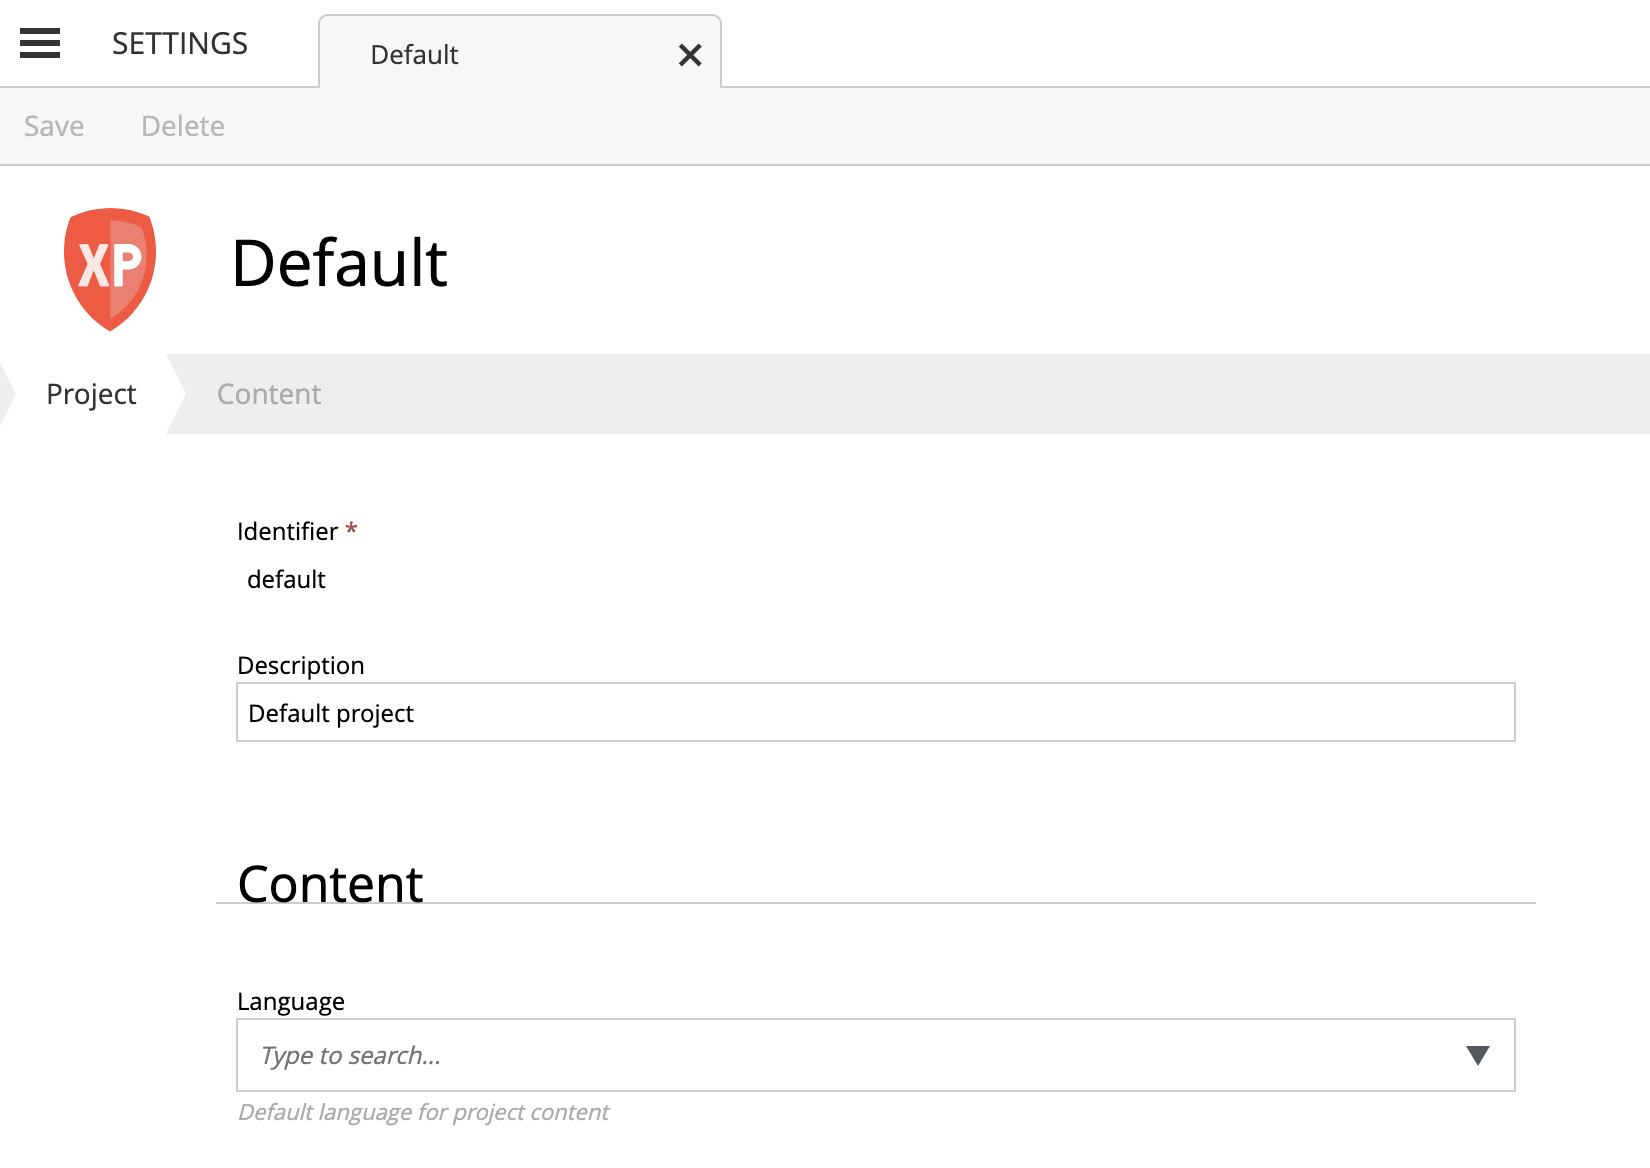 SETTINGS
Default
Save Delete
XP
Default
Project Content
Identifier *
default
Description
Default project
Content
Language
Type to search...
Default language for project content